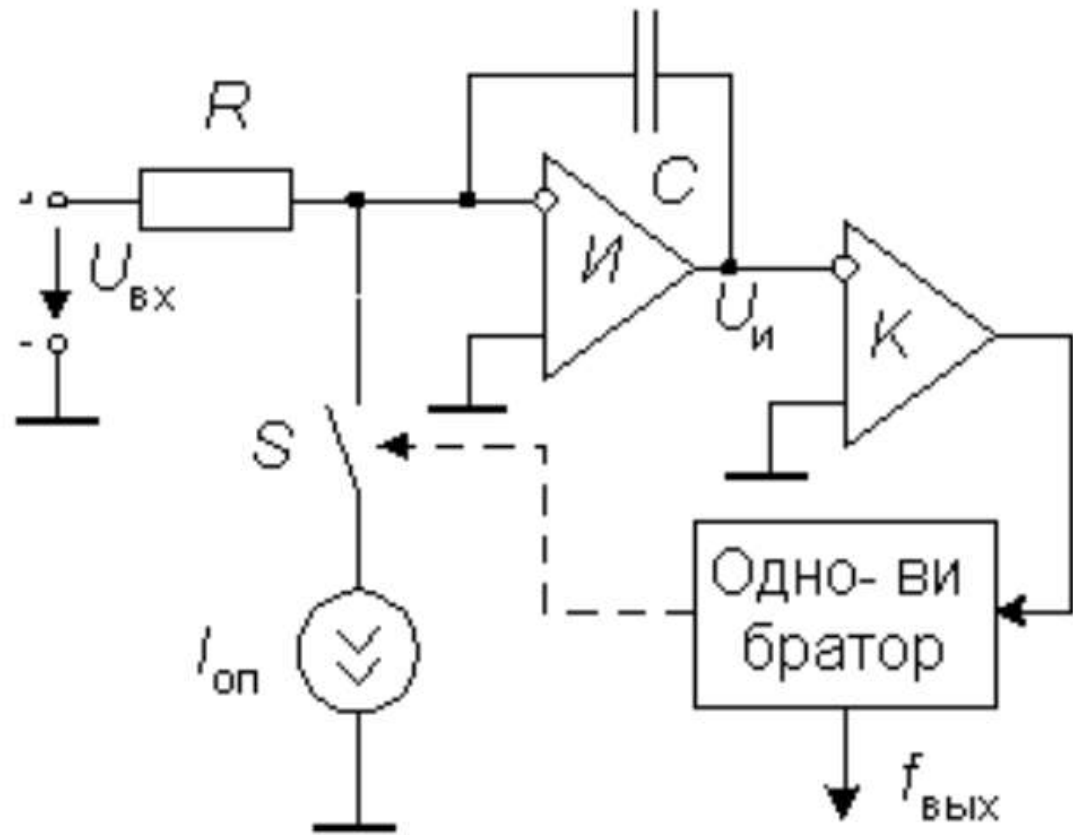 R
C
И
U вх
U и
K
S
Одно- ви
братор
I оп
f вых